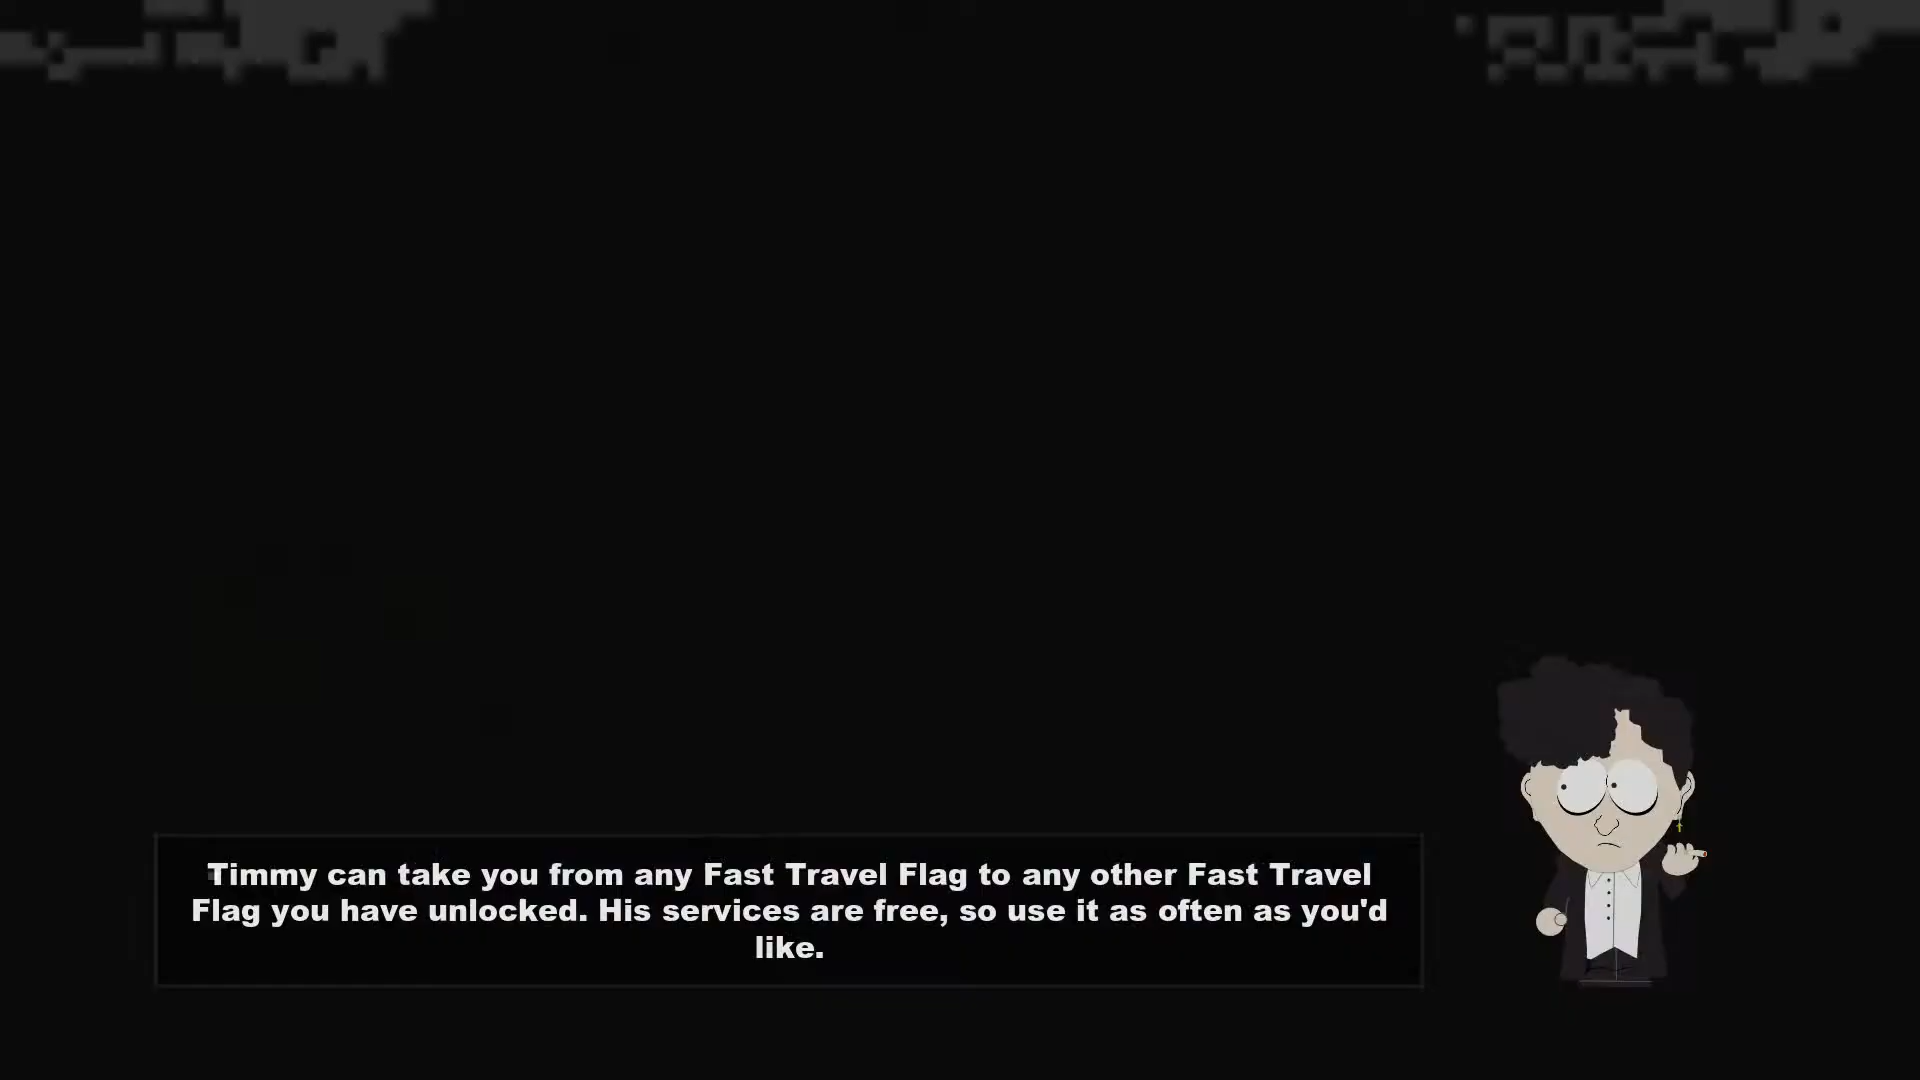 Timmy can take you from any Fast Travel Flag to any other Fast Travel
Flag you have unlocked. His services are free, so use it as often as you'd
like.